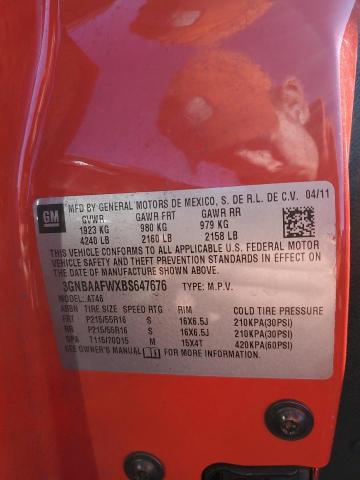 GM
MFD BY GENERAL MOTORS DE MEXICO, S. DE R.L. DE C.V. 04/11
GVWR GAWR FRT GAWR RR
1923 KG 980 KG 979 KG
4240 LB 2160 LB 2158 LB
THIS VEHICLE CONFORMS TO ALL APPLICABLE U.S. FEDERAL MOTOR
VEHICLE SAFETY AND THEFT PREVENTION STANDARDS IN EFFECT ON
THE DATE OF MANUFACTURE SHOWN ABOVE.
3GNBAAFWXBS647676 TYPE: M.P.V.
MODEL: AT46
TIRE SIZE SPEED RTG RIM COLD TIRE PRESSURE
FRT P215/55R16 S 16X6.5J 210KPA(30PSI)
RR P215/55R16 S 16X6.5J 210KPA(30PSI)
SPA T115/70D15 M 15X4T 420KPA(60PSI)
SEE OWNER'S MANUAL FOR